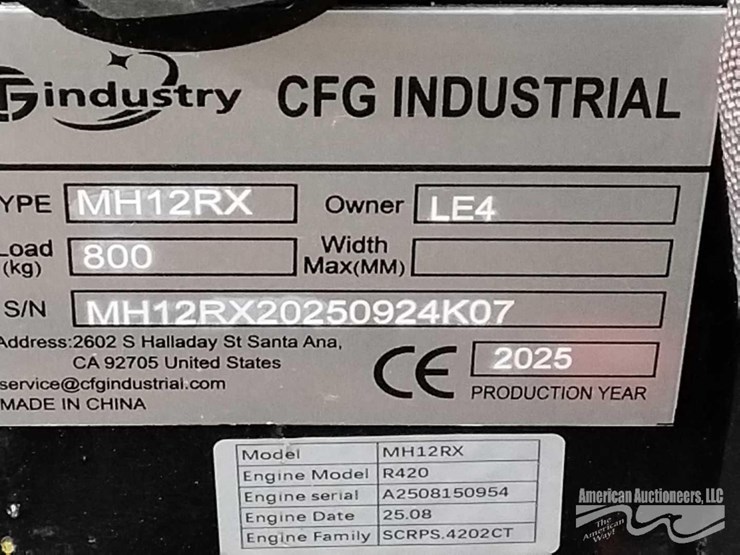 industry CFG INDUSTRIAL
TYPE MH12RX Owner LE4
Load (kg) 800 Width Max(MM)
S/N MH12RX20250924K07
Address:2602 S Halladay St Santa Ana,
CA 92705 United States
service@cfgindustrial.com
MADE IN CHINA
CE 2025
PRODUCTION YEAR
Model MH12RX
Engine Model R420
Engine serial A2508150954
Engine Date 25.08
Engine Family SCRPS.4202CT
American Auctioneers, LLC
The American Way!